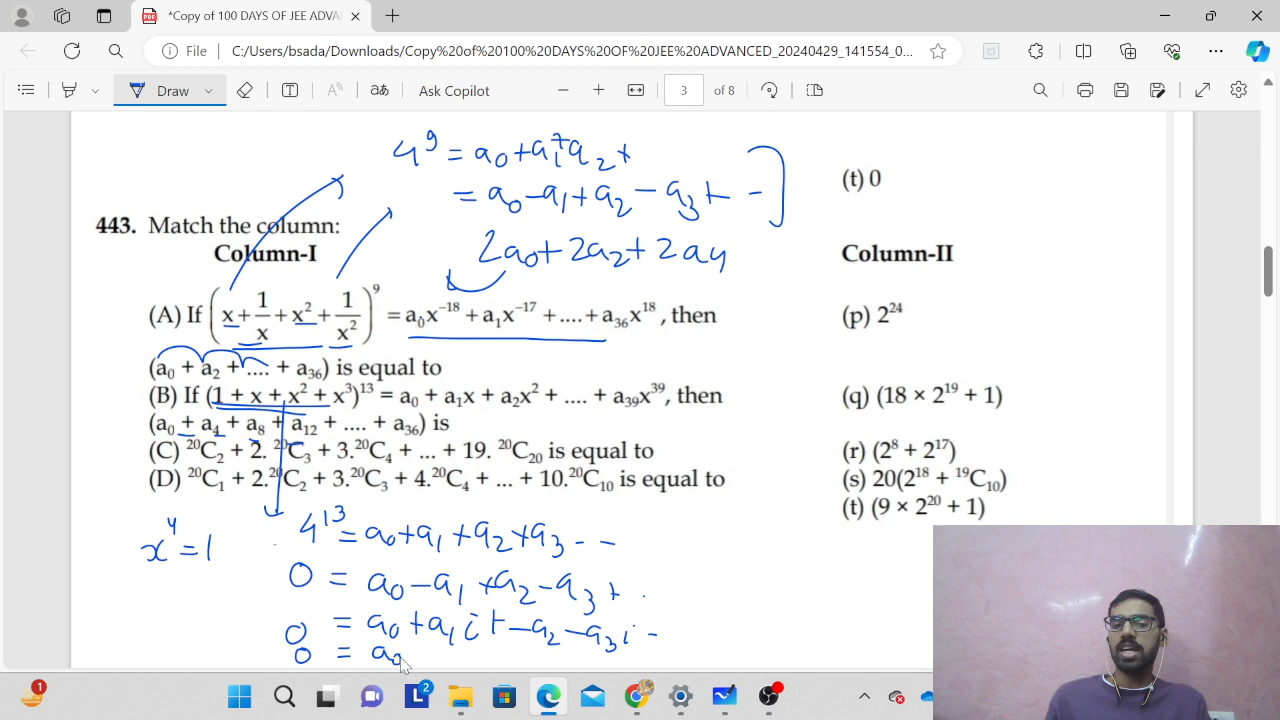 *Copy of 100 DAYS OF JEE ADVA
File C:/Users/bsada/Downloads/Copy%20of%20100%20DAYS%20OF%20JEE%20ADVANCED_20240429_141554_0...
Draw
Ask Copilot
3 of 8
4^9 = a0 + a1 + a2 +
= a0 - a1 + a2 - a3 + -
2a0 + 2a2 + 2a4
(t) 0
443. Match the column:
Column-I Column-II
(A) If (x + 1/x + x² + 1/x²)^9 = a₀x⁻¹⁸ + a₁x⁻¹⁷ + .... + a₃₆x¹⁸, then (p) 2²⁴
(a₀ + a₂ + .... + a₃₆) is equal to
(B) If (1 + x + x² + x³)¹³ = a₀ + a₁x + a₂x² + .... + a₃₉x³⁹, then (q) (18 × 2¹⁹ + 1)
(a₀ + a₄ + a₈ + a₁₂ + .... + a₃₆) is
(C) ²⁰C₂ + 2. ²⁰C₃ + 3.²⁰C₄ + ... + 19. ²⁰C₂₀ is equal to (r) (2⁸ + 2¹⁷)
(D) ²⁰C₁ + 2.²⁰C₂ + 3.²⁰C₃ + 4.²⁰C₄ + ... + 10.²⁰C₁₀ is equal to (s) 20(2¹⁸ + ¹⁹C₁₀)
(t) (9 × 2²⁰ + 1)
x⁴ = 1
4¹³ = a0 + a1 + a2 + a3 - -
0 = a0 - a1 + a2 - a3 + .
0 = a0 + a1 i + - a2 - a3 i -
0 = a0
1
2